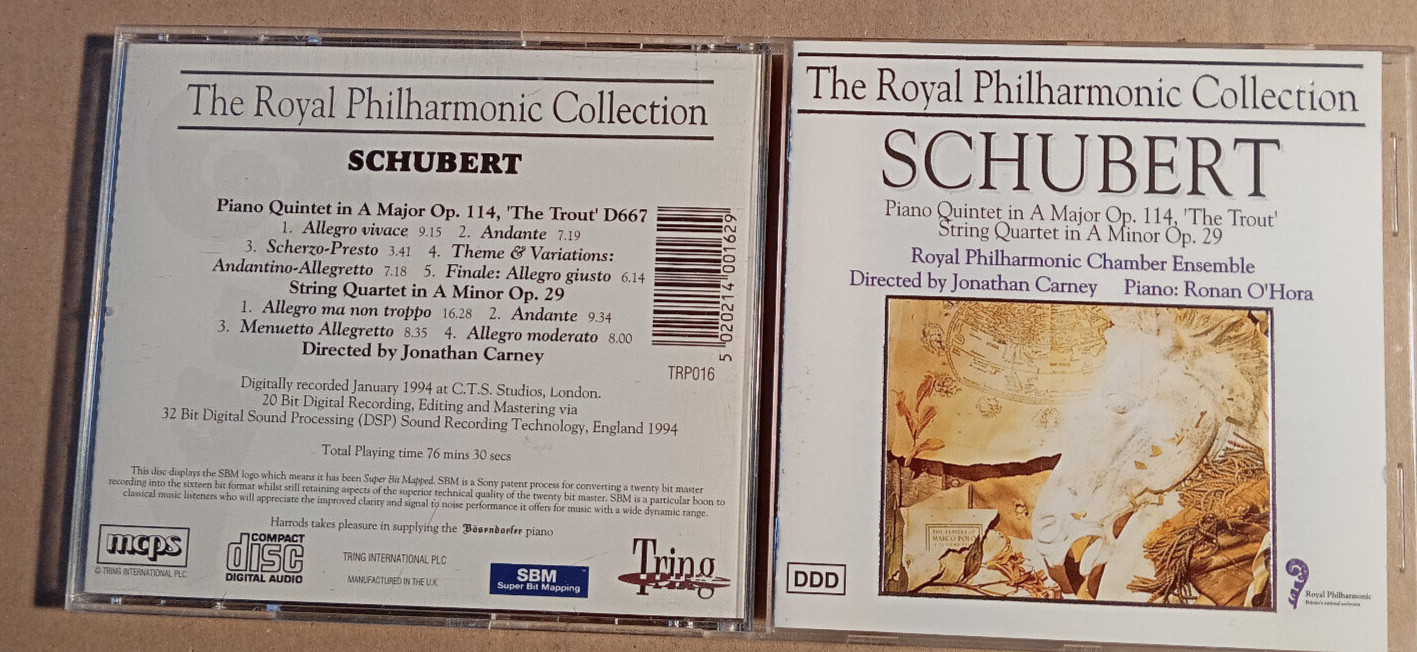 The Royal Philharmonic Collection
SCHUBERT
Piano Quintet in A Major Op. 114, 'The Trout' D667
1. Allegro vivace 9.15 2. Andante 7.19
3. Scherzo-Presto 3.41 4. Theme & Variations:
Andantino-Allegretto 7.18 5. Finale: Allegro giusto 6.14
String Quartet in A Minor Op. 29
1. Allegro ma non troppo 16.28 2. Andante 9.34
3. Menuetto Allegretto 8.35 4. Allegro moderato 8.00
Directed by Jonathan Carney
5 020214 001629
TRP016
Digitally recorded January 1994 at C.T.S. Studios, London.
20 Bit Digital Recording, Editing and Mastering via
32 Bit Digital Sound Processing (DSP) Sound Recording Technology, England 1994
Total Playing time 76 mins 30 secs
This disc displays the SBM logo which means it has been Super Bit Mapped. SBM is a Sony patent process for converting a twenty bit master
recording into the sixteen bit format whilst still retaining aspects of the superior technical quality of the twenty bit master. SBM is a particular boon to
classical music listeners who will appreciate the improved clarity and signal to noise performance it offers for music with a wide dynamic range.
Harrods takes pleasure in supplying the Bösendorfer piano
mcps
© TRING INTERNATIONAL PLC
COMPACT
disc
DIGITAL AUDIO
TRING INTERNATIONAL PLC
MANUFACTURED IN THE U.K
SBM
Super Bit Mapping
Tring
The Royal Philharmonic Collection
SCHUBERT
Piano Quintet in A Major Op. 114, 'The Trout'
String Quartet in A Minor Op. 29
Royal Philharmonic Chamber Ensemble
Directed by Jonathan Carney Piano: Ronan O'Hora
THE TRAVELS OF
MARCO POLO
DDD
Royal Philharmonic
Britain's national orchestra